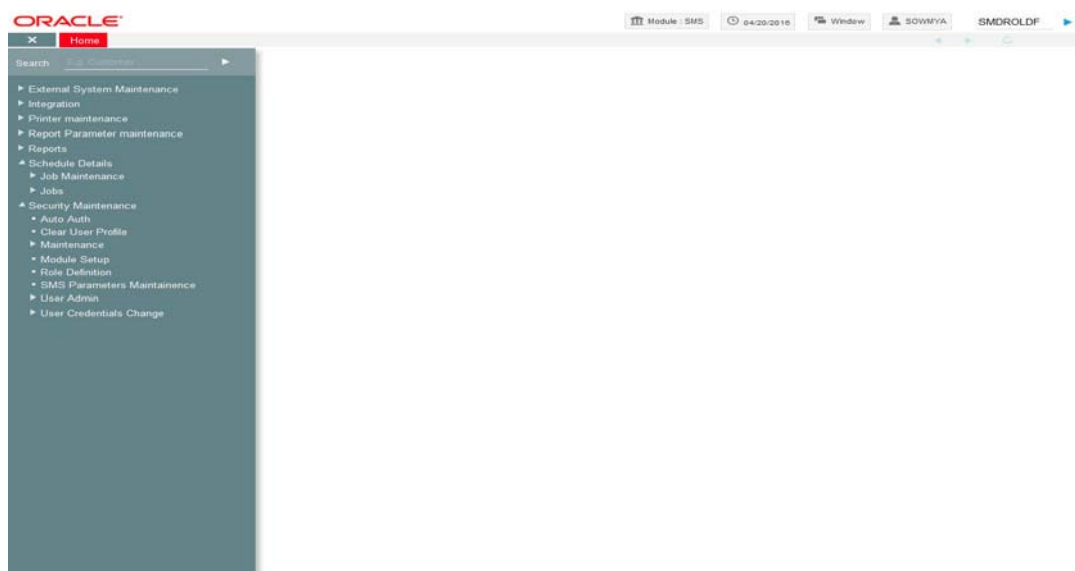 ORACLE
Module : SMS 04/20/2016 Window SOWMYA SMDROLDF
Home
Search E.g. Customer
External System Maintenance
Integration
Printer maintenance
Report Parameter maintenance
Reports
Schedule Details
Job Maintenance
Jobs
Security Maintenance
Auto Auth
Clear User Profile
Maintenance
Module Setup
Role Definition
SMS Parameters Maintainence
User Admin
User Credentials Change